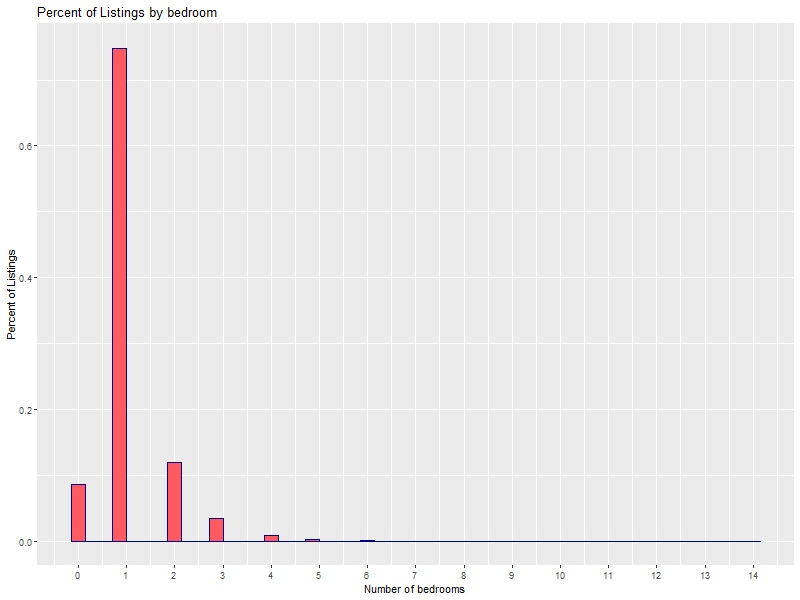 Percent of Listings by bedroom
Percent of Listings
0.6
0.4
0.2
0.0
0 1 2 3 4 5 6 7 8 9 10 11 12 13 14
Number of bedrooms